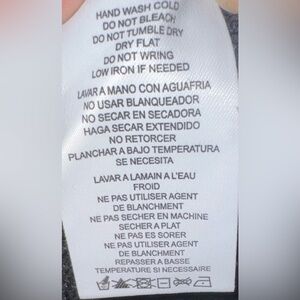 HAND WASH COLD
DO NOT BLEACH
DO NOT TUMBLE DRY
DRY FLAT
DO NOT WRING
LOW IRON IF NEEDED
LAVAR A MANO CON AGUAFRIA
NO USAR BLANQUEADOR
NO SECAR EN SECADORA
HAGA SECAR EXTENDIDO
NO RETORCER
PLANCHAR A BAJO TEMPERATURA
SE NECESITA
LAVAR A LAMAIN A L'EAU
FROID
NE PAS UTILISER AGENT
DE BLANCHMENT
NE PAS SECHER EN MACHINE
SECHER A PLAT
NE PAS ES SORER
NE PAS UTILISER AGENT
DE BLANCHIMENT
REPASSER A BASSE
TEMPERATURE SI NECESSAIRE